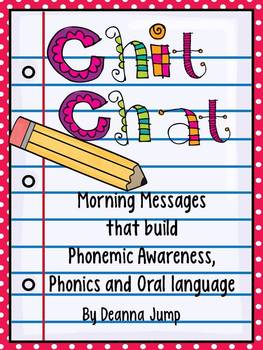 Chit
Chat
Morning Messages
that build
Phonemic Awareness,
Phonics and Oral language
By Deanna Jump